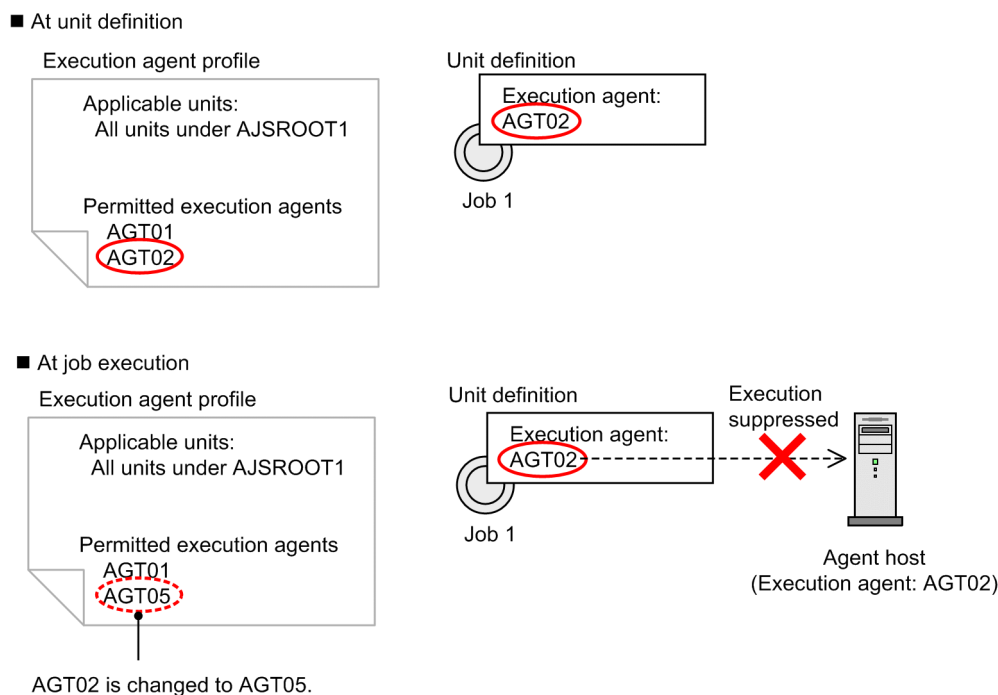 ■ At unit definition
Execution agent profile
Applicable units:
All units under AJSROOT1
Permitted execution agents
AGT01
AGT02
Unit definition
Execution agent:
AGT02
Job 1
■ At job execution
Execution agent profile
Applicable units:
All units under AJSROOT1
Permitted execution agents
AGT01
AGT05
AGT02 is changed to AGT05.
Unit definition
Execution agent:
AGT02
Job 1
Execution
suppressed
Agent host
(Execution agent: AGT02)